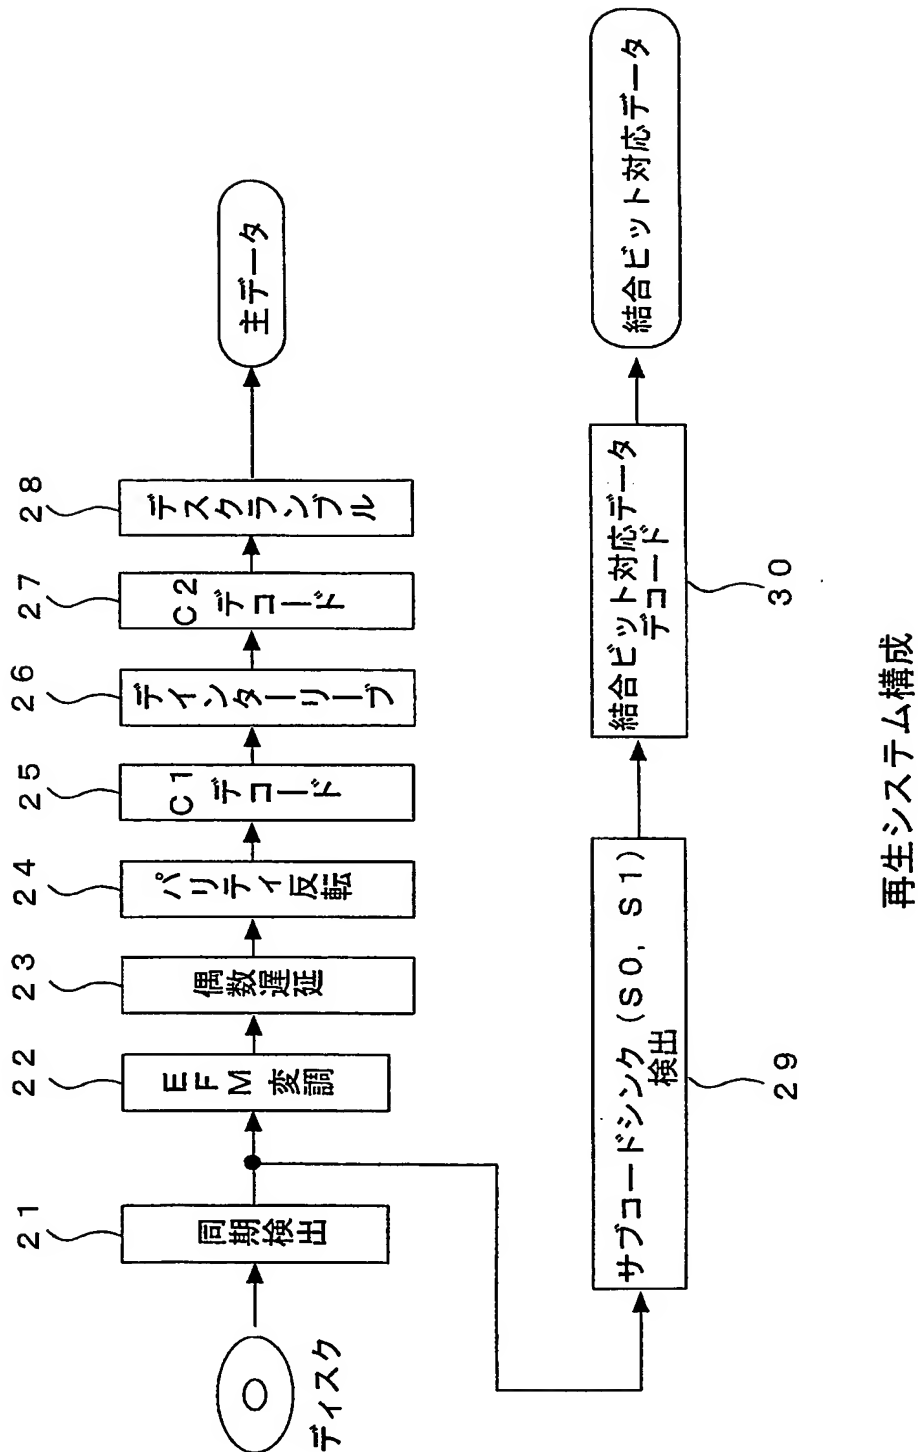 ディスク
21
同期検出
22
EFM
変調
23
偶数遅延
24
パリティ反転
25
C1
デコード
26
デインターリーブ
27
C2
デコード
28
デスクランブル
主データ
サブコードシンク(S0, S1)
検出
29
結合ビット対応データ
デコード
30
結合ビット対応データ
再生システム構成